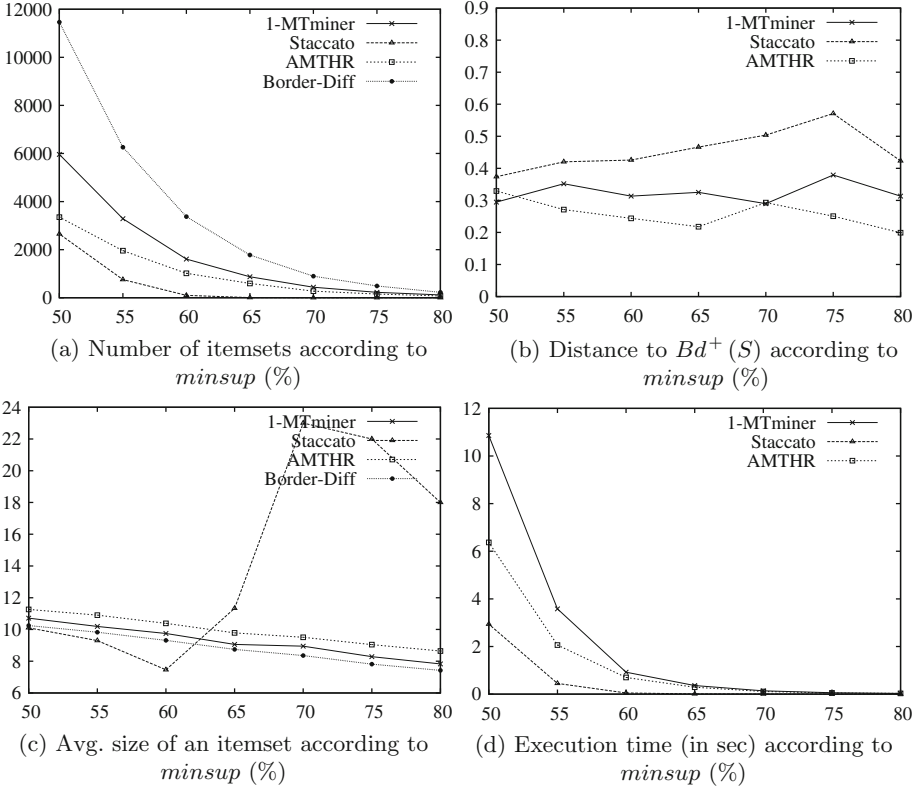 12000
10000
8000
6000
4000
2000
0
50 55 60 65 70 75 80
1-MTminer
Staccato
AMTHR
Border-Diff
(a) Number of itemsets according to
minsup (%)
0.9
0.8
0.7
0.6
0.5
0.4
0.3
0.2
0.1
0
50 55 60 65 70 75 80
1-MTminer
Staccato
AMTHR
(b) Distance to Bd⁺ (S) according to
minsup (%)
24
22
20
18
16
14
12
10
8
6
50 55 60 65 70 75 80
1-MTminer
Staccato
AMTHR
Border-Diff
(c) Avg. size of an itemset according to
minsup (%)
12
10
8
6
4
2
0
50 55 60 65 70 75 80
1-MTminer
Staccato
AMTHR
(d) Execution time (in sec) according to
minsup (%)